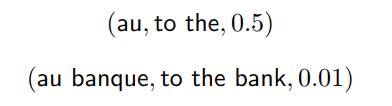 (au, to the, 0.5)
(au banque, to the bank, 0.01)